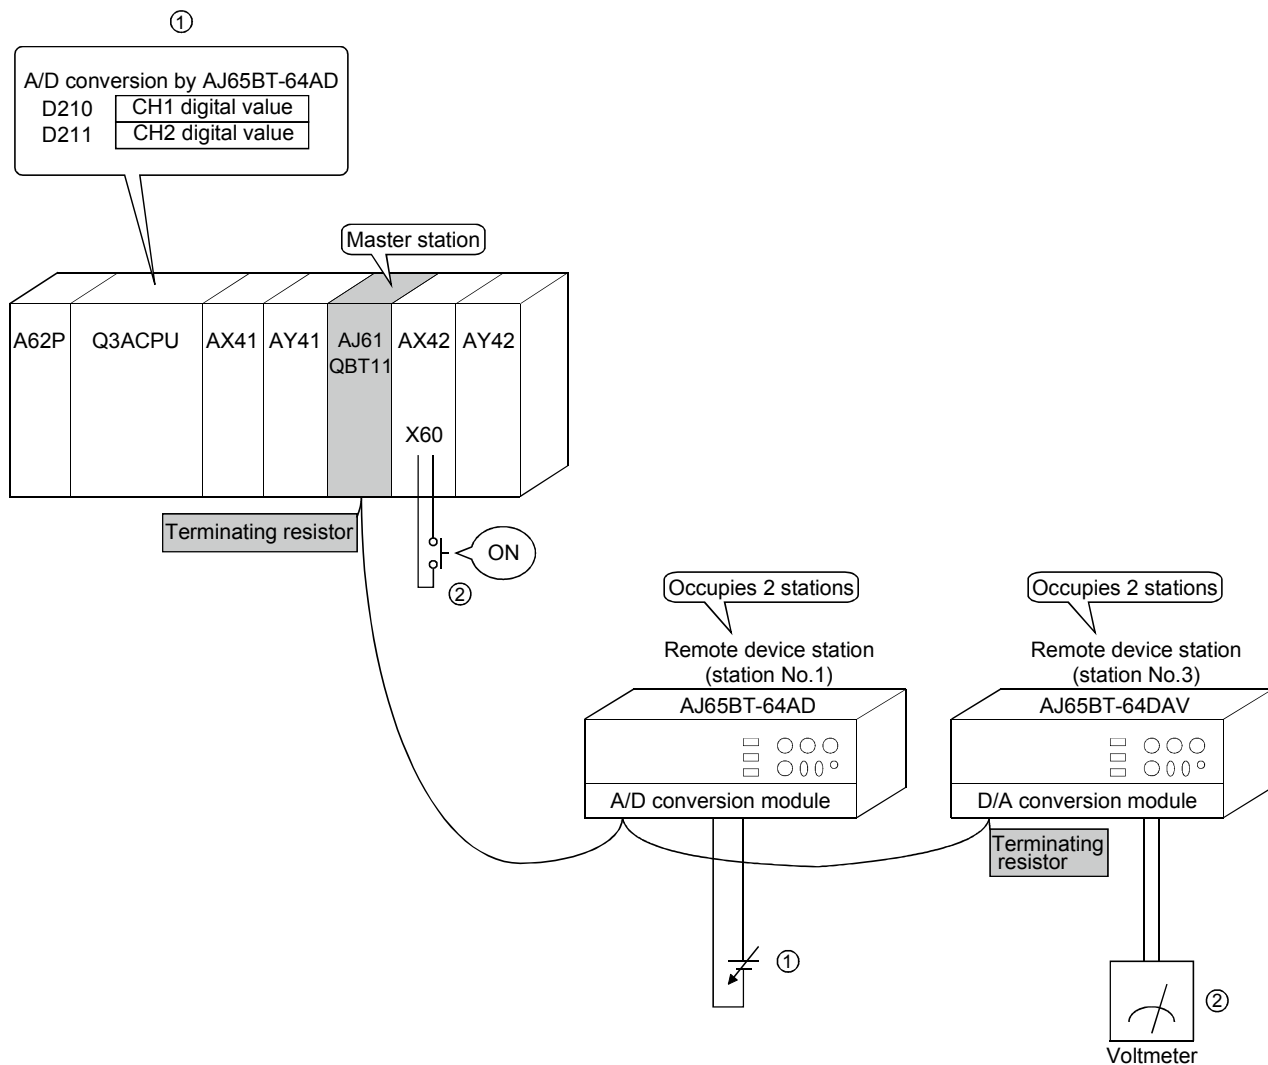 ①
A/D conversion by AJ65BT-64AD
D210 CH1 digital value
D211 CH2 digital value
Master station
A62P Q3ACPU AX41 AY41 AJ61 QBT11 AX42 AY42
X60
Terminating resistor
ON
②
Occupies 2 stations
Remote device station
(station No.1)
AJ65BT-64AD
A/D conversion module
①
Occupies 2 stations
Remote device station
(station No.3)
AJ65BT-64DAV
D/A conversion module
Terminating
resistor
②
Voltmeter